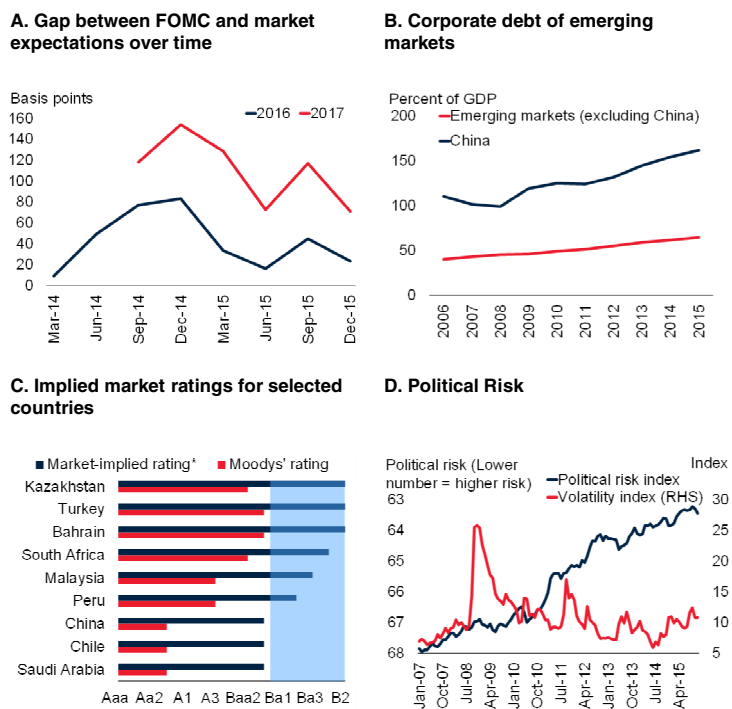 A. Gap between FOMC and market
expectations over time
Basis points
2016
2017
160
140
120
100
80
60
40
20
0
Mar-14
Jun-14
Sep-14
Dec-14
Mar-15
Jun-15
Sep-15
Dec-15
B. Corporate debt of emerging
markets
Percent of GDP
Emerging markets (excluding China)
China
200
150
100
50
0
2006
2007
2008
2009
2010
2011
2012
2013
2014
2015
C. Implied market ratings for selected
countries
Market-implied rating*
Moodys' rating
Kazakhstan
Turkey
Bahrain
South Africa
Malaysia
Peru
China
Chile
Saudi Arabia
Aaa Aa2 A1 A3 Baa2 Ba1 Ba3 B2
D. Political Risk
Political risk (Lower
number = higher risk)
Index
Political risk index
Volatility index (RHS)
63
64
65
66
67
68
30
25
20
15
10
5
Jan-07
Oct-07
Jul-08
Apr-09
Jan-10
Oct-10
Jul-11
Apr-12
Jan-13
Oct-13
Jul-14
Apr-15